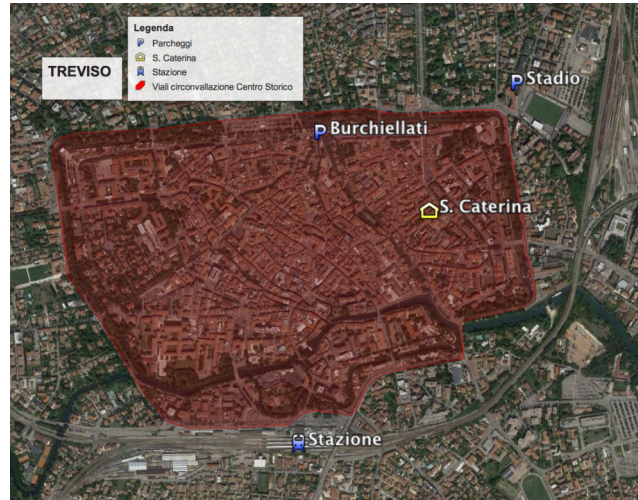 Legenda
P Parcheggi
S. Caterina
Stazione
Viali circonvallazione Centro Storico
TREVISO
P Stadio
P Burchiellati
S. Caterina
Stazione